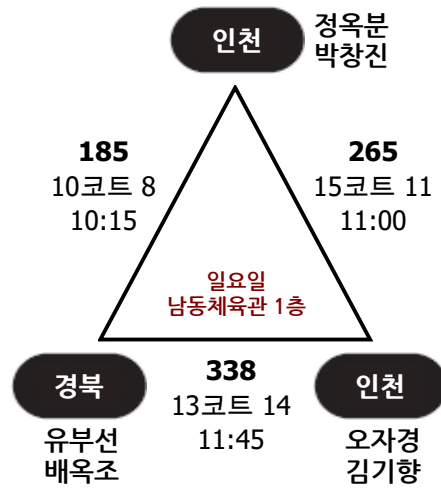 인천
정옥분
박창진
185
10코트 8
10:15
265
15코트 11
11:00
일요일
남동체육관 1층
경북
유부선
배옥조
338
13코트 14
11:45
인천
오자경
김기향